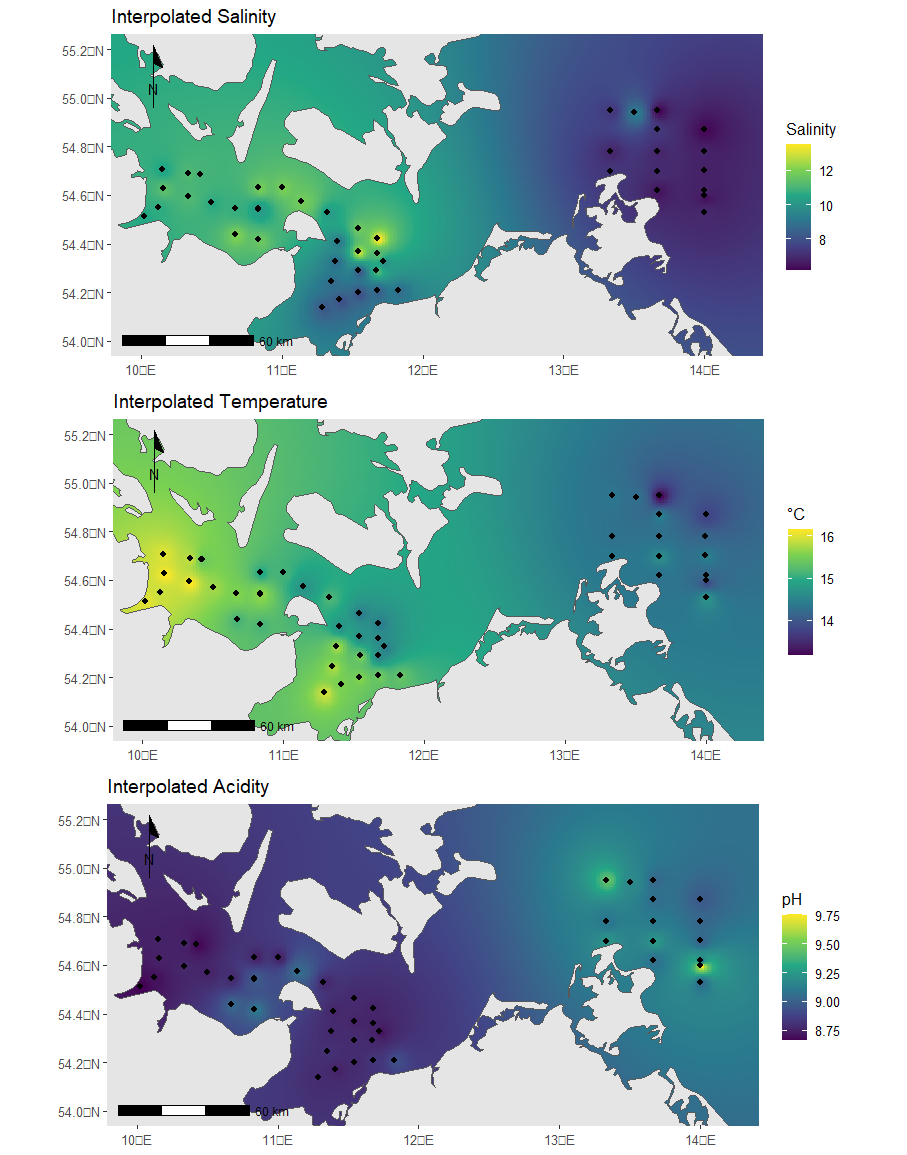 Interpolated Salinity
55.2□N
55.0□N
54.8□N
54.6□N
54.4□N
54.2□N
54.0□N
N
60 km
10□E
11□E
12□E
13□E
14□E
Salinity
12
10
8
Interpolated Temperature
55.2□N
55.0□N
54.8□N
54.6□N
54.4□N
54.2□N
54.0□N
N
60 km
10□E
11□E
12□E
13□E
14□E
°C
16
15
14
Interpolated Acidity
55.2□N
55.0□N
54.8□N
54.6□N
54.4□N
54.2□N
54.0□N
N
60 km
10□E
11□E
12□E
13□E
14□E
pH
9.75
9.50
9.25
9.00
8.75